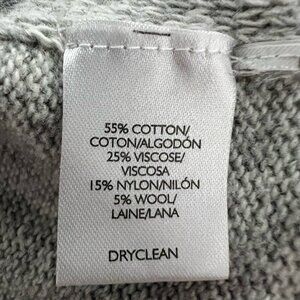 55% COTTON/
COTON/ALGODÓN
25% VISCOSE/
VISCOSA
15% NYLON/NILÓN
5% WOOL/
LAINE/LANA
DRYCLEAN